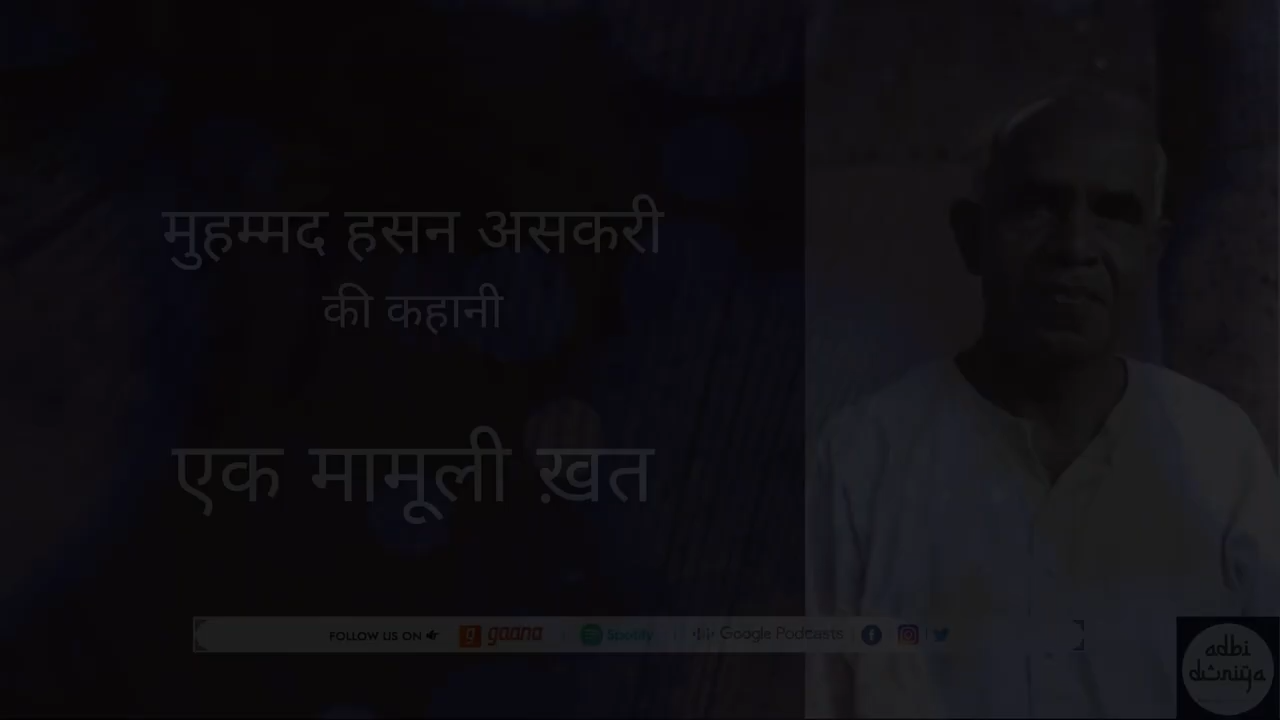 मुहम्मद हसन असकरी
की कहानी
एक मामूली ख़त
FOLLOW US ON gaana Spotify Google Podcasts
adbi
duniya